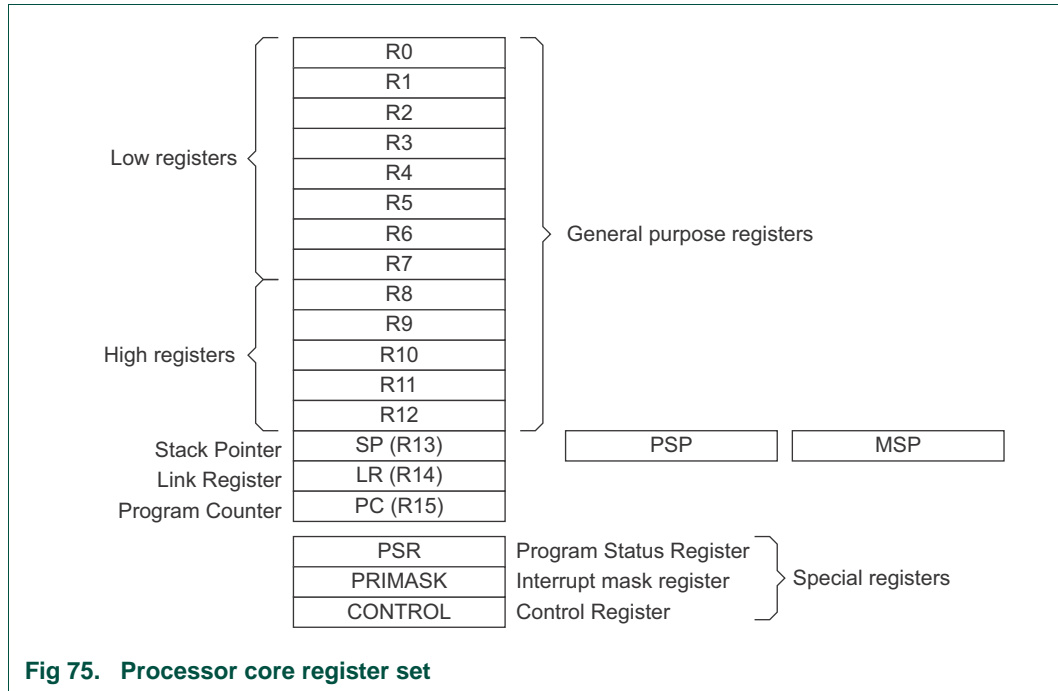 R0
R1
R2
R3
Low registers
R4
R5
R6
General purpose registers
R7
R8
R9
High registers
R10
R11
R12
Stack Pointer SP (R13) PSP MSP
Link Register LR (R14)
Program Counter PC (R15)
PSR Program Status Register
PRIMASK Interrupt mask register Special registers
CONTROL Control Register
Fig 75. Processor core register set